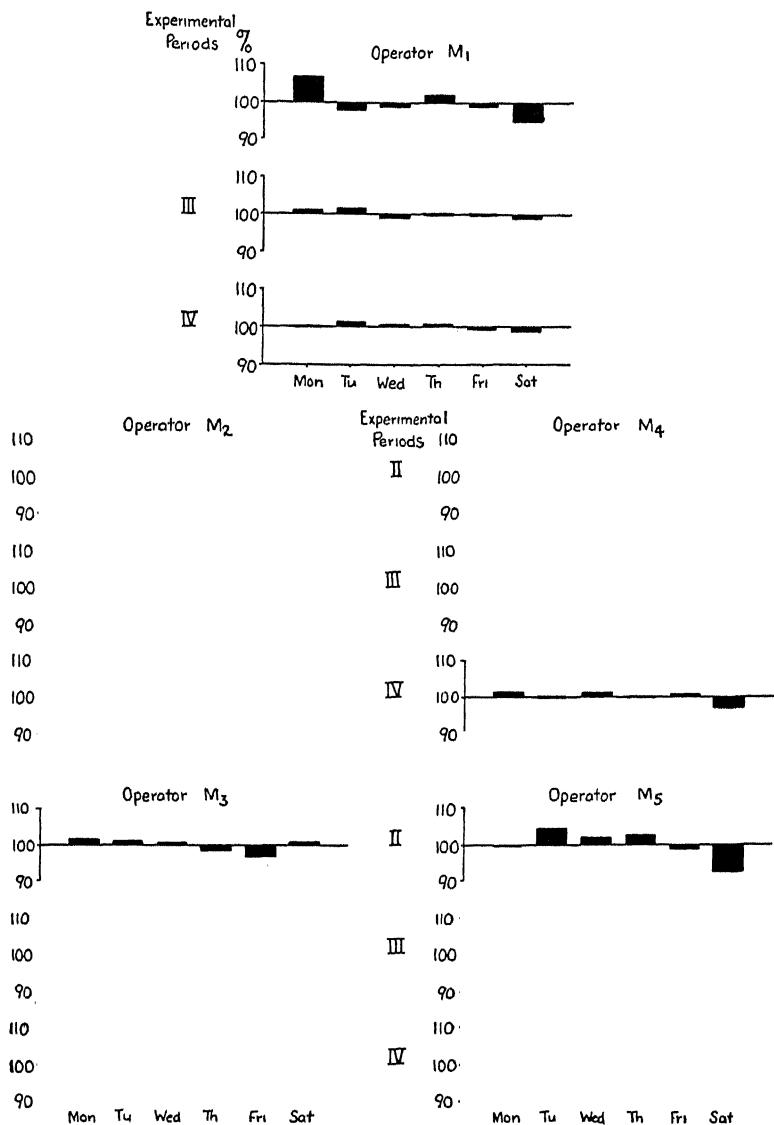 Experimental
Periods %
Operator M1
110
100
90
110
III 100
90
110
IV 100
90
Mon Tu Wed Th Fri Sat
Operator M2
110
100
90
110
100
90
110
100
90
Experimental
Periods 110
Operator M4
II 100
90
110
III 100
90
110
IV 100
90
Operator M3
110
100
90
110
100
90
110
100
90
Mon Tu Wed Th Fri Sat
Operator M5
110
II 100
90
110
III 100
90
110
IV 100
90
Mon Tu Wed Th Fri Sat